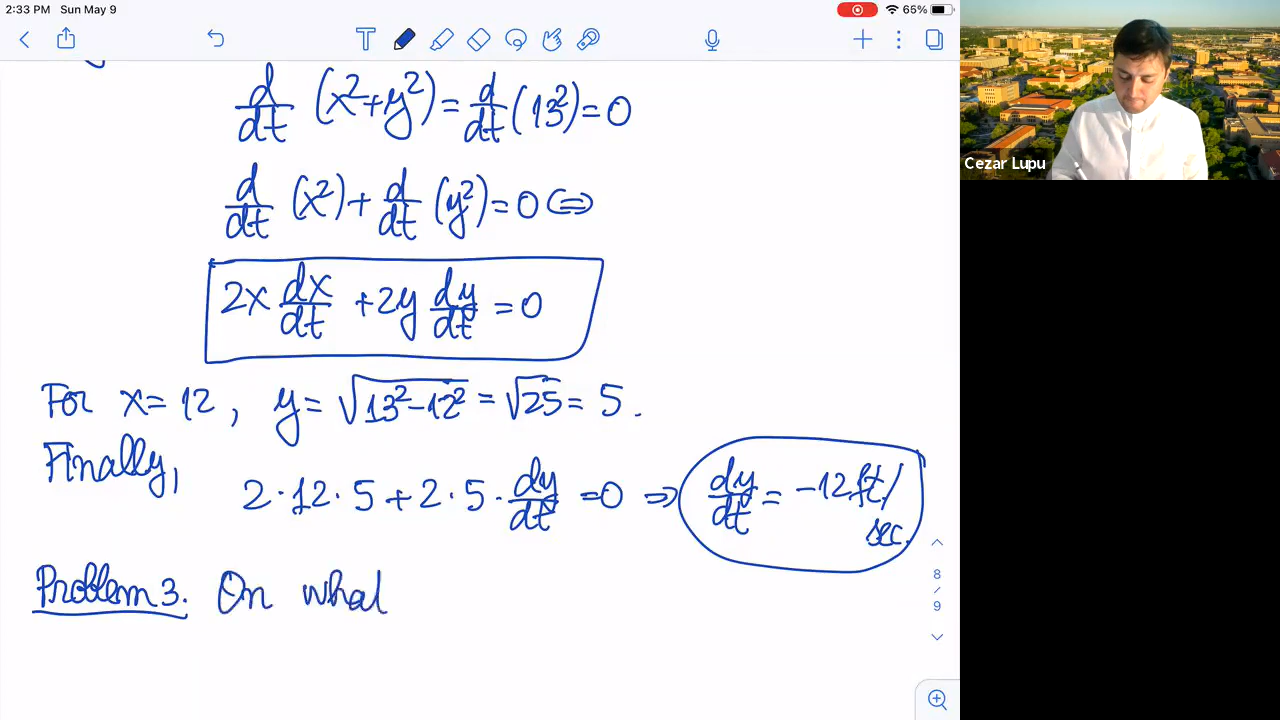 2:33 PM Sun May 9
65%
d/dt (x²+y²) = d/dt (13²) = 0
d/dt (x²) + d/dt (y²) = 0 ⇔
2x dx/dt + 2y dy/dt = 0
For x = 12, y = √(13²-12²) = √25 = 5.
Finally,
2·12·5 + 2·5·dy/dt = 0 ⇒ dy/dt = -12 ft/sec.
Problem 3. On what
8
/
9
Cezar Lupu